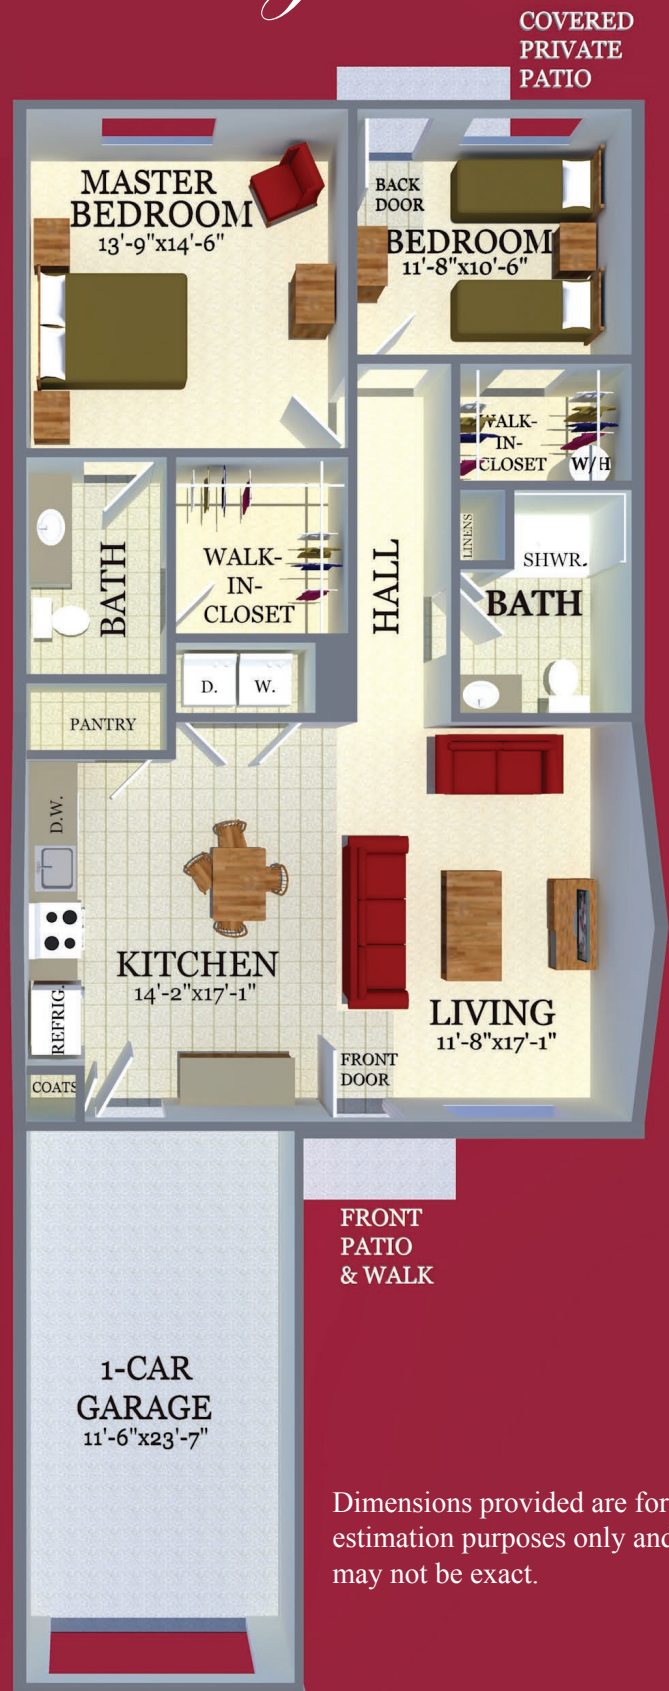 COVERED
PRIVATE
PATIO
MASTER
BEDROOM
13'-9"x14'-6"
BACK
DOOR
BEDROOM
11'-8"x10'-6"
WALK-
IN-
CLOSET
W/H
BATH
WALK-
IN-
CLOSET
HALL
LINENS
SHWR.
BATH
D.
W.
PANTRY
D.W.
KITCHEN
14'-2"x17'-1"
REFRIG.
LIVING
11'-8"x17'-1"
FRONT
DOOR
COATS
FRONT
PATIO
& WALK
1-CAR
GARAGE
11'-6"x23'-7"
Dimensions provided are for
estimation purposes only and
may not be exact.